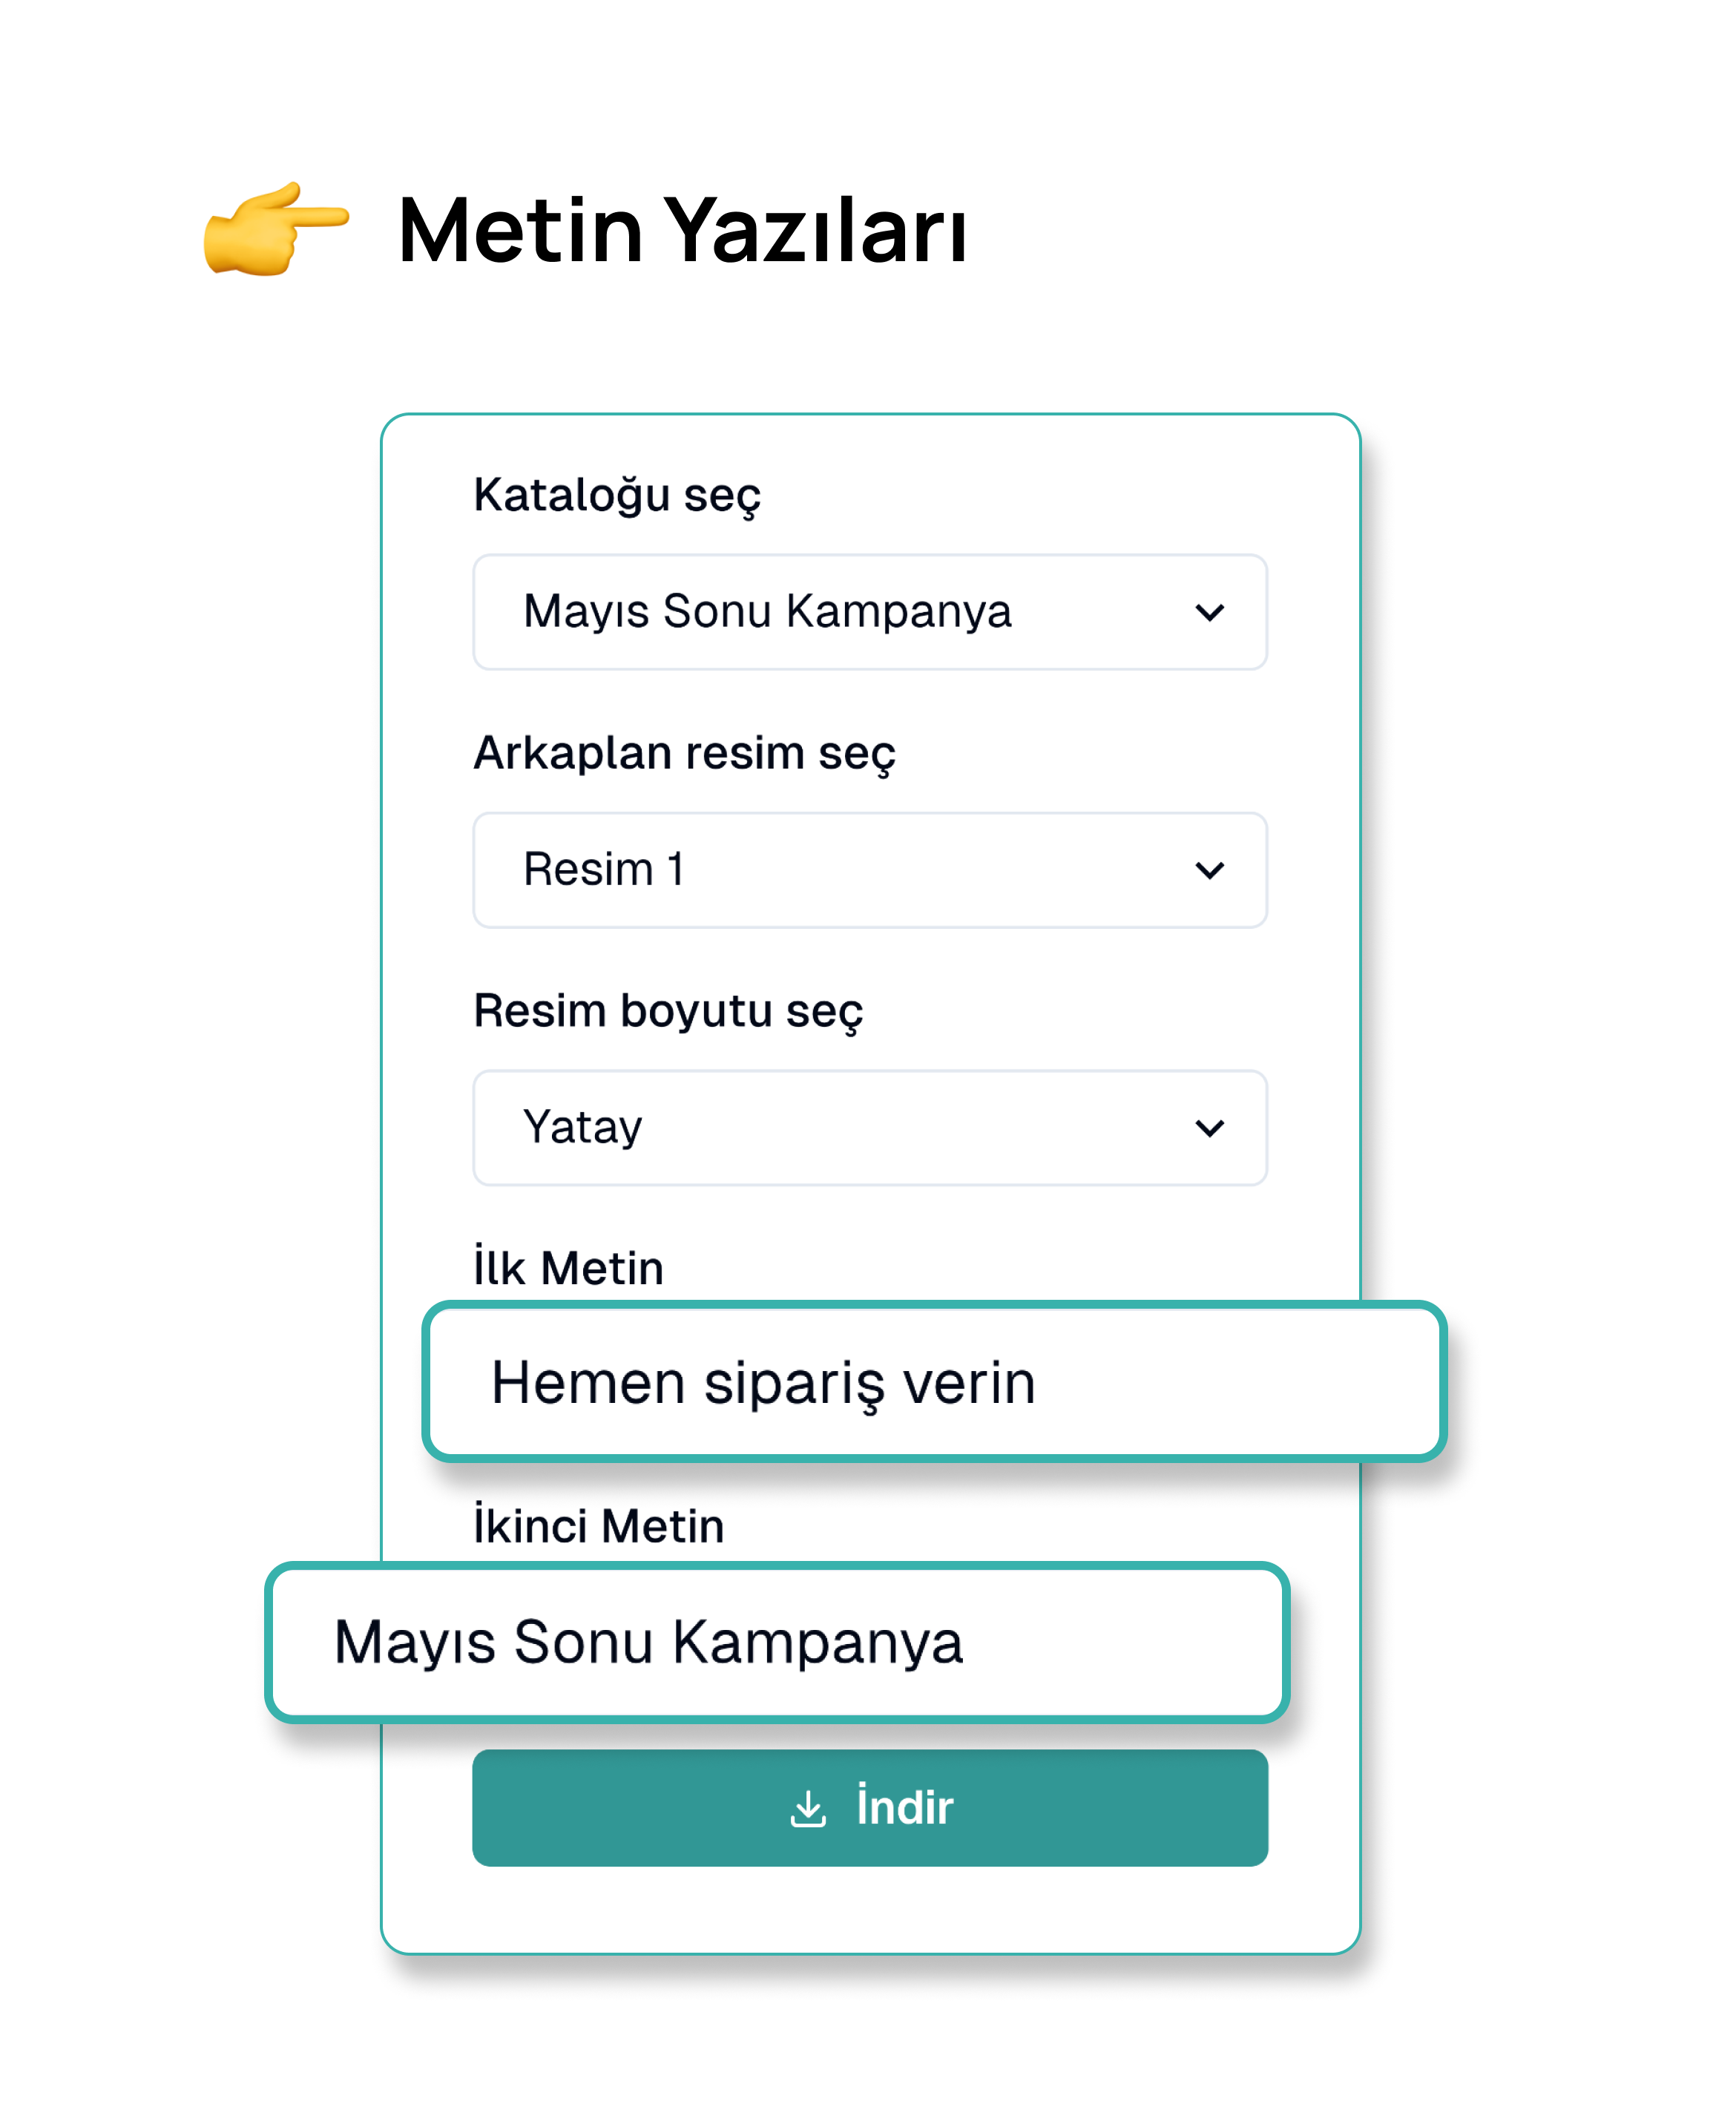 Metin Yazıları
Kataloğu seç
Mayıs Sonu Kampanya
Arkaplan resim seç
Resim 1
Resim boyutu seç
Yatay
İlk Metin
Hemen sipariş verin
İkinci Metin
Mayıs Sonu Kampanya
İndir